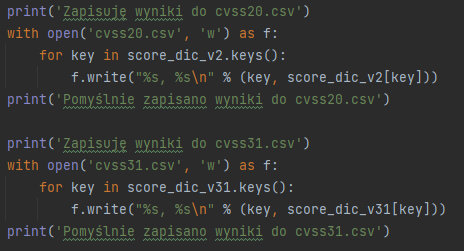 print('Zapisuję wyniki do cvss20.csv')
with open('cvss20.csv', 'w') as f:
    for key in score_dic_v2.keys():
        f.write("%s, %s\n" % (key, score_dic_v2[key]))
print('Pomyślnie zapisano wyniki do cvss20.csv')

print('Zapisuję wyniki do cvss31.csv')
with open('cvss31.csv', 'w') as f:
    for key in score_dic_v31.keys():
        f.write("%s, %s\n" % (key, score_dic_v31[key]))
print('Pomyślnie zapisano wyniki do cvss31.csv')